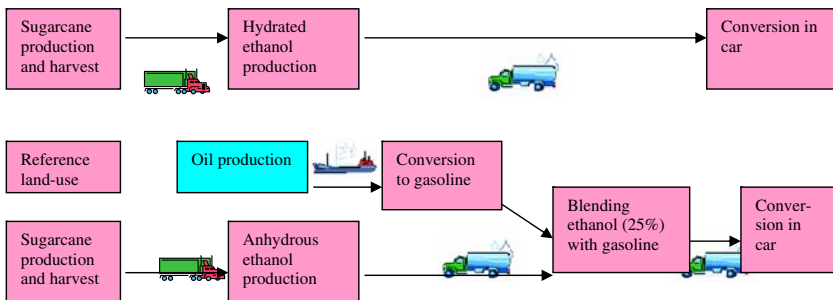 Sugarcane
production
and harvest
Hydrated
ethanol
production
Conversion in
car
Reference
land-use
Oil production
Conversion
to gasoline
Blending
ethanol (25%)
with gasoline
Conver-
sion in
car
Sugarcane
production
and harvest
Anhydrous
ethanol
production